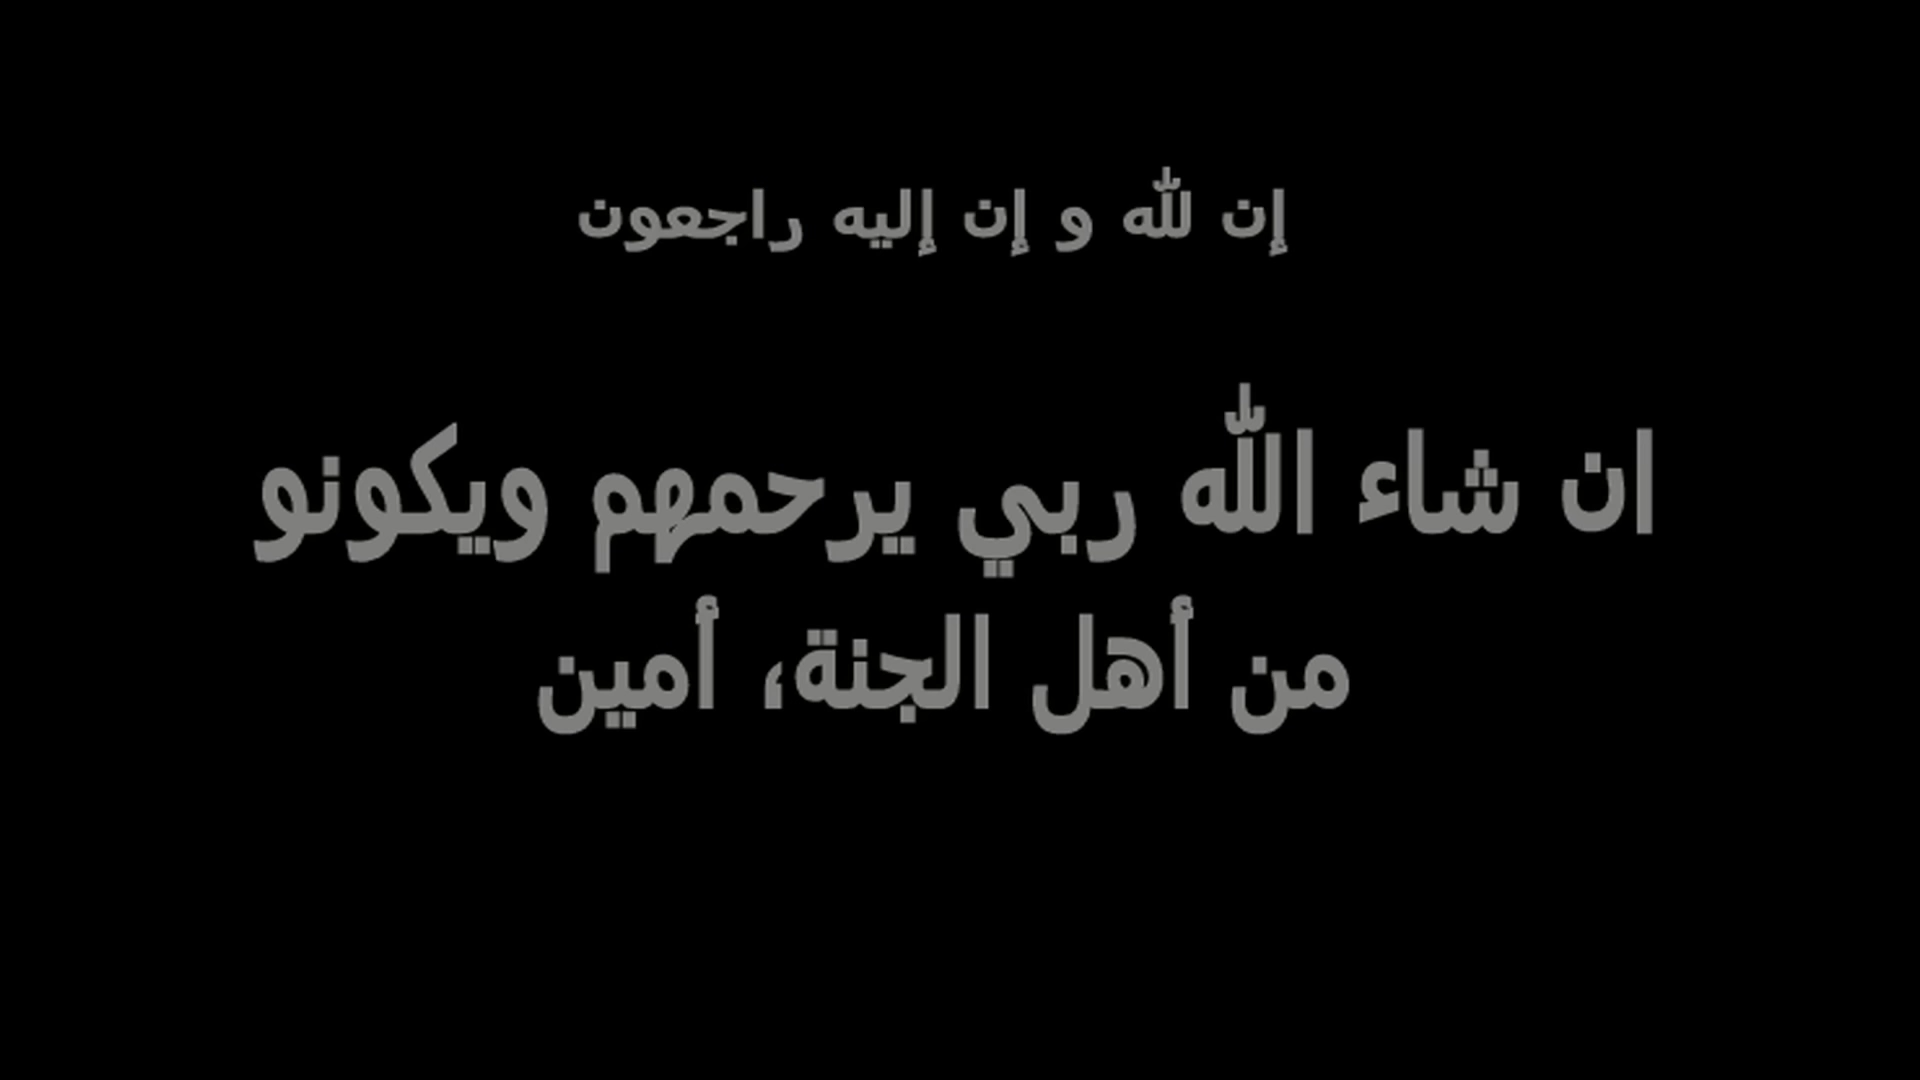 إن لله و إن إليه راجعون
ان شاء الله ربي يرحمهم ويكونو
من أهل الجنة، أمين